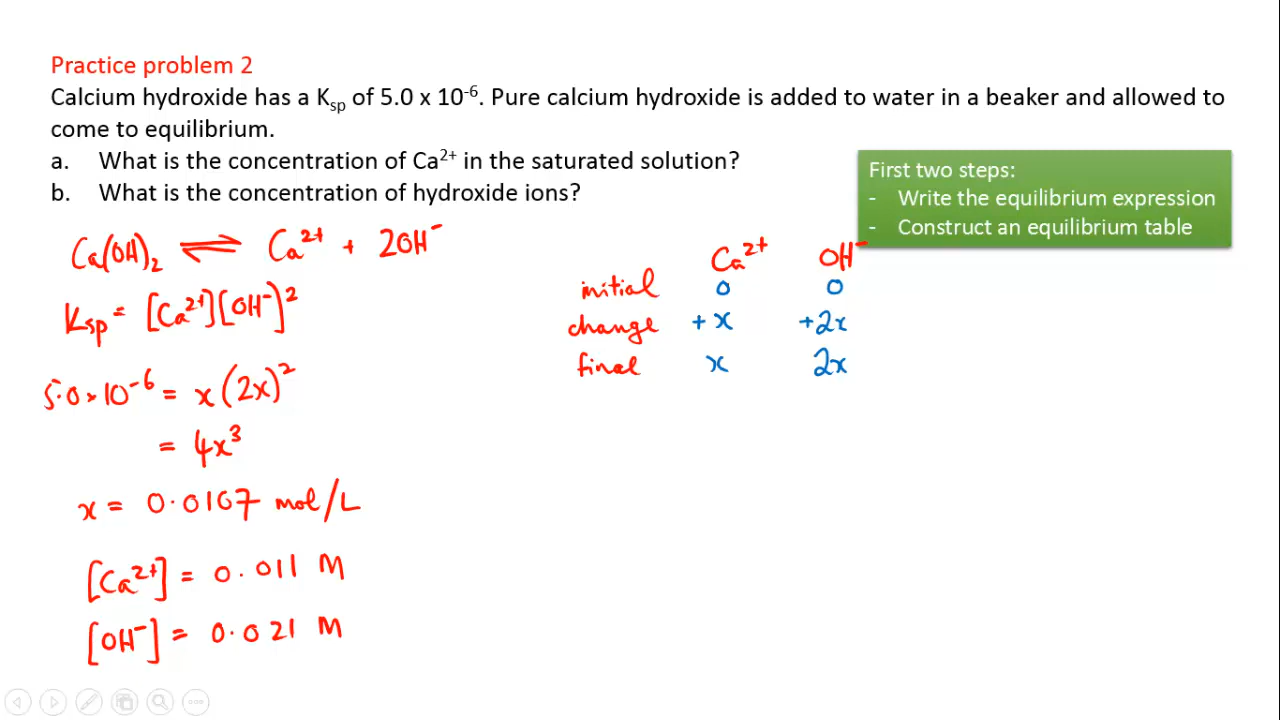 Practice problem 2
Calcium hydroxide has a Ksp of 5.0 x 10⁻⁶. Pure calcium hydroxide is added to water in a beaker and allowed to
come to equilibrium.
a. What is the concentration of Ca²⁺ in the saturated solution?
b. What is the concentration of hydroxide ions?
First two steps:
- Write the equilibrium expression
- Construct an equilibrium table
Ca(OH)₂ ⇌ Ca²⁺ + 2OH⁻
Ksp = [Ca²⁺][OH⁻]²
5.0 × 10⁻⁶ = x(2x)²
= 4x³
x = 0.0107 mol/L
[Ca²⁺] = 0.011 M
[OH⁻] = 0.021 M
Ca²⁺ OH⁻
initial 0 0
change +x +2x
final x 2x